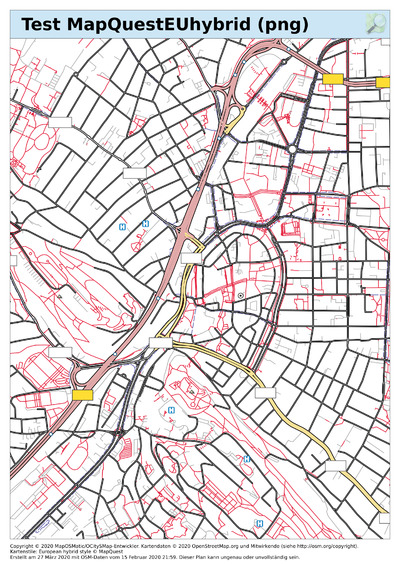 Test MapQuestEUhybrid (png)
H H
H
H
H
Copyright © 2020 MapOSMatic/OCitySMap-Entwickler. Kartendaten © 2020 OpenStreetMap.org und Mitwirkende (siehe http://osm.org/copyright).
Kartenstile: European hybrid style © MapQuest
Erstellt am 27 März 2020 mit OSM-Daten vom 15 Februar 2020 21:59. Dieser Plan kann ungenau oder unvollständig sein.